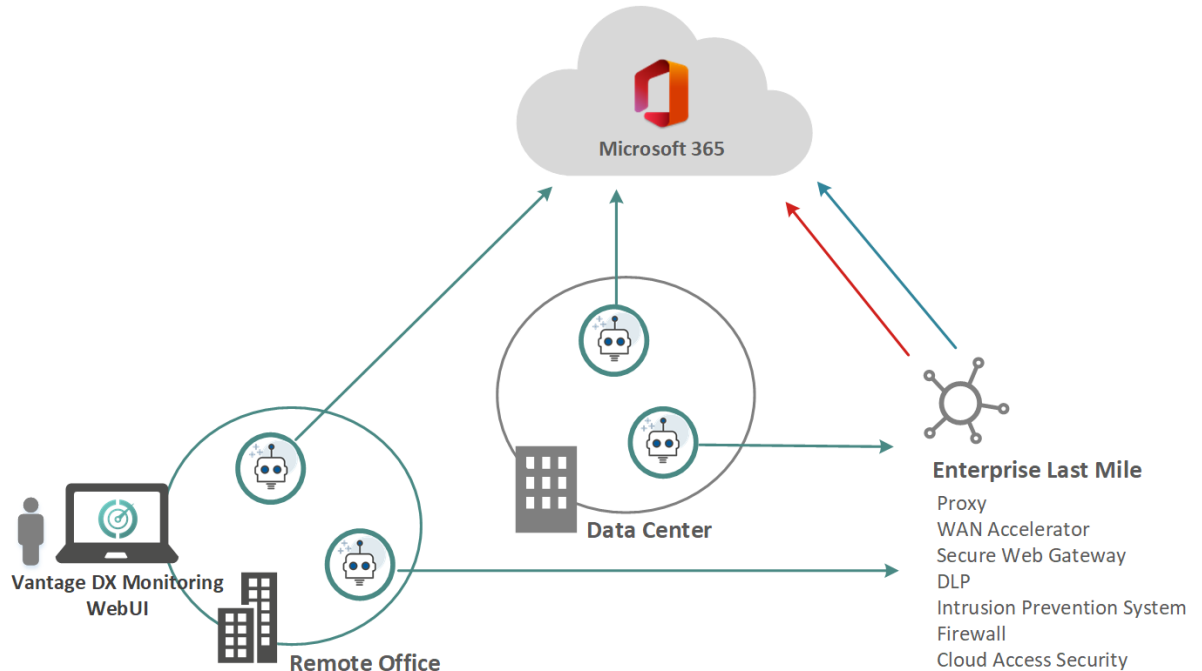 Microsoft 365
Enterprise Last Mile
Proxy
WAN Accelerator
Secure Web Gateway
DLP
Intrusion Prevention System
Firewall
Cloud Access Security
Data Center
Vantage DX Monitoring
WebUI
Remote Office